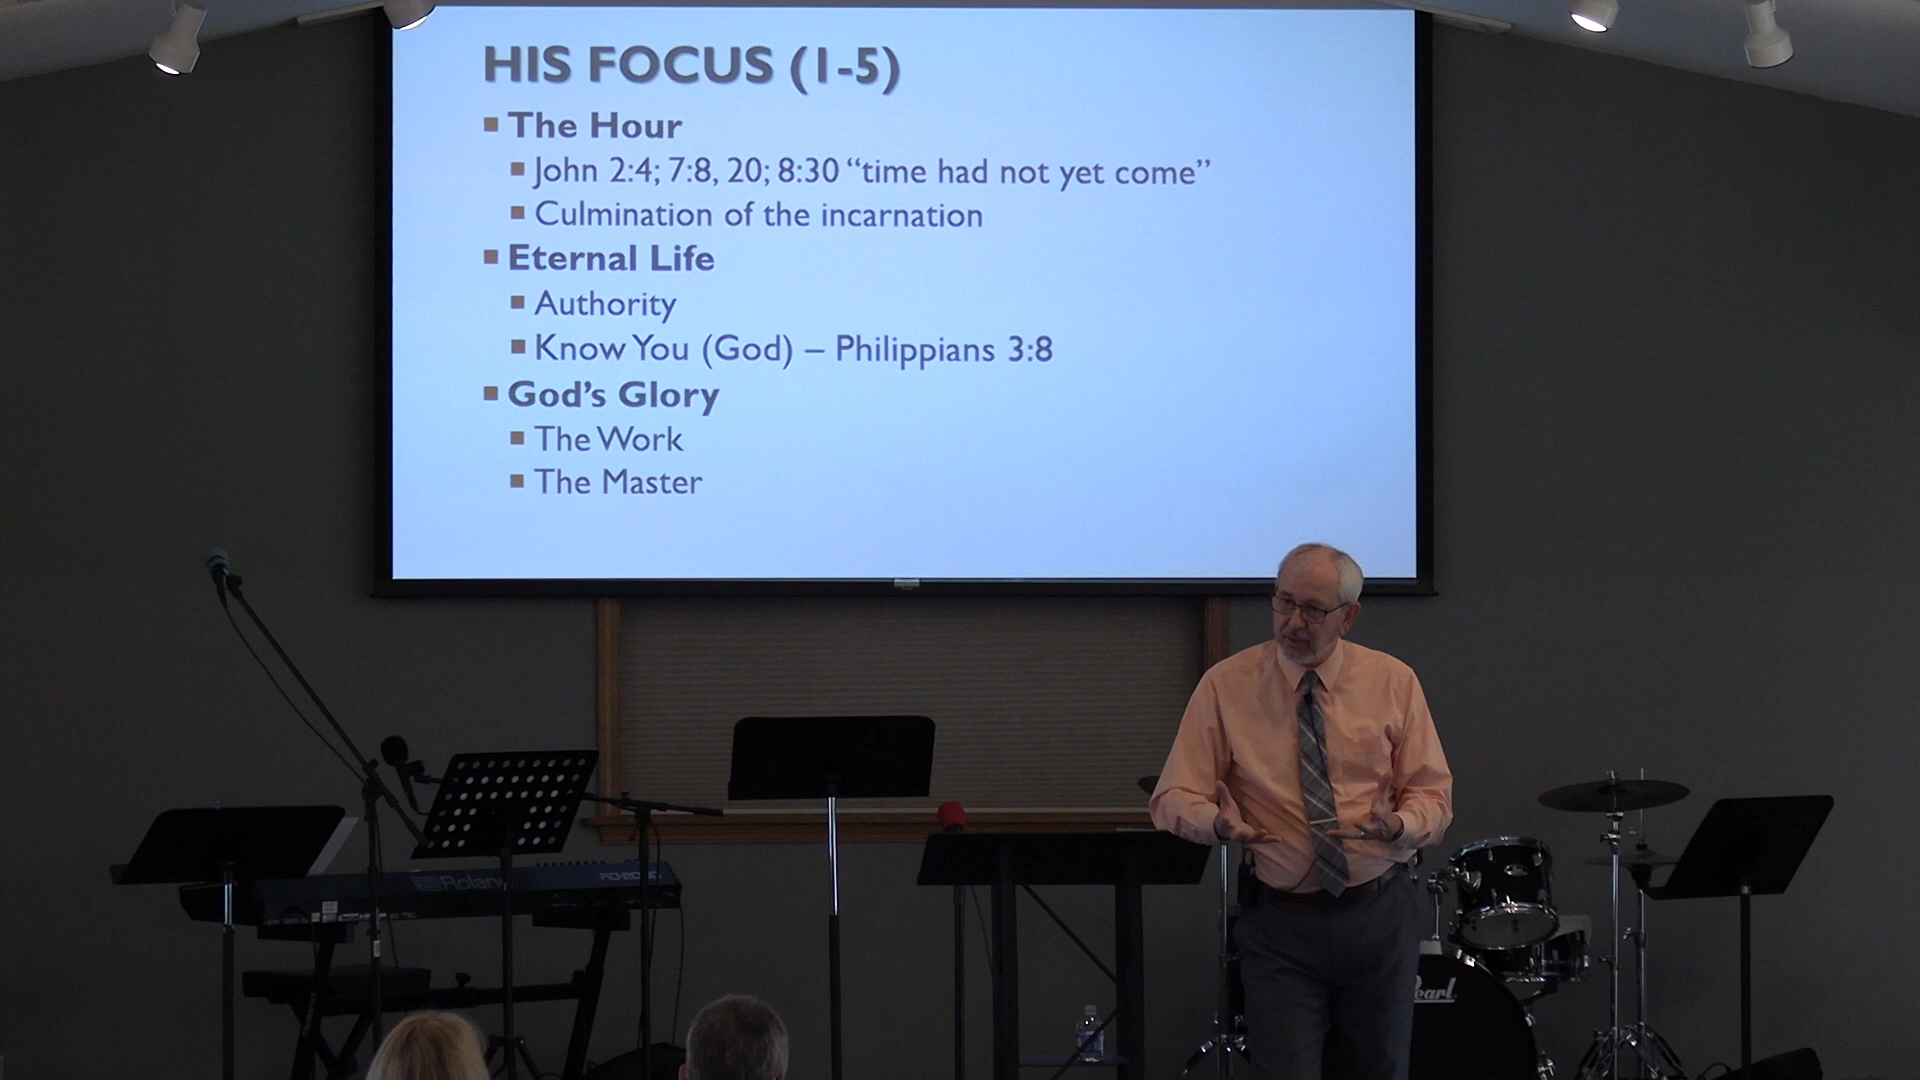 HIS FOCUS (1-5)
▪ The Hour
▪ John 2:4; 7:8, 20; 8:30 “time had not yet come”
▪ Culmination of the incarnation
▪ Eternal Life
▪ Authority
▪ Know You (God) – Philippians 3:8
▪ God’s Glory
▪ The Work
▪ The Master
Roland
Pearl